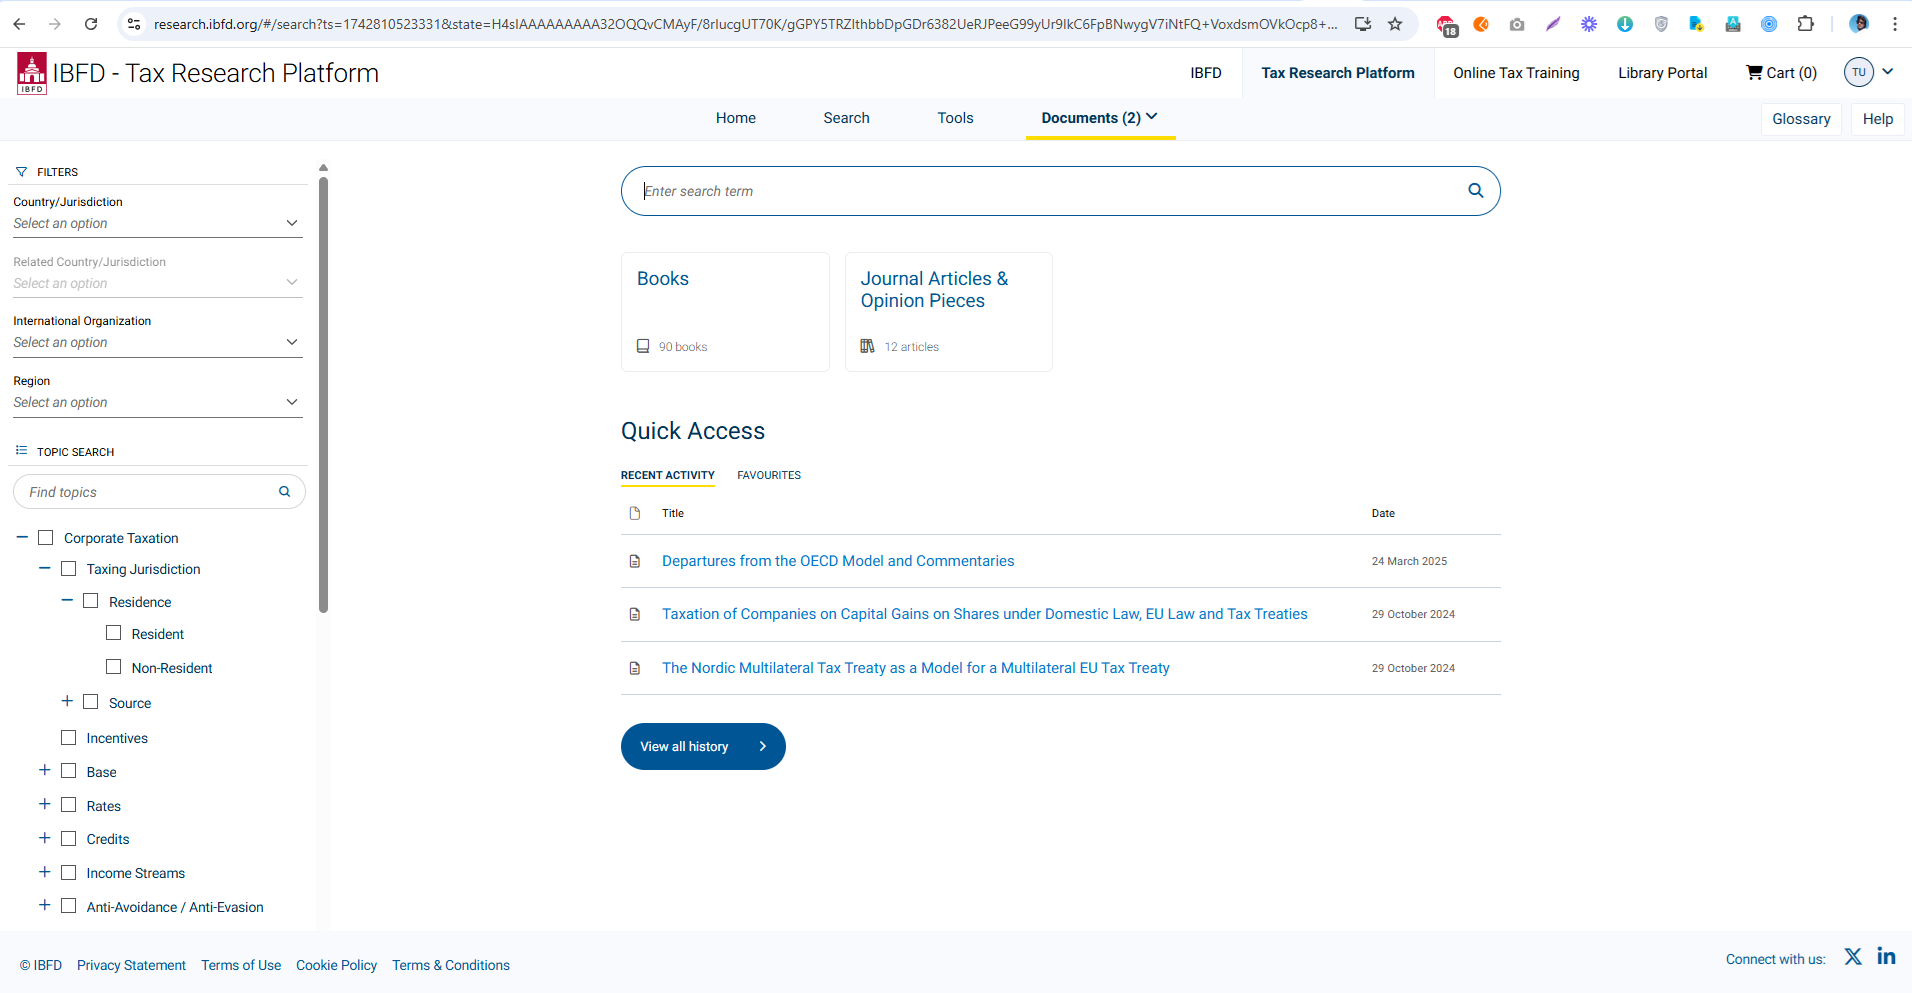 research.ibfd.org/#/search?ts=1742810523331&state=H4sIAAAAAAAAA32OQQvCMAyF/8rIucgUT70K/gGPY5TRZIthbbDpGDr6382UeRJPeeG99yUr9IkC6FpBNwygV7iNtFQ+VoxdsmOVkOcp8+...
18
IBFD
IBFD - Tax Research Platform
IBFD
Tax Research Platform
Online Tax Training
Library Portal
Cart (0)
TU
Home
Search
Tools
Documents (2)
Glossary
Help
FILTERS
Country/Jurisdiction
Select an option
Related Country/Jurisdiction
Select an option
International Organization
Select an option
Region
Select an option
TOPIC SEARCH
Find topics
Corporate Taxation
Taxing Jurisdiction
Residence
Resident
Non-Resident
Source
Incentives
Base
Rates
Credits
Income Streams
Anti-Avoidance / Anti-Evasion
Enter search term
Books
90 books
Journal Articles &
Opinion Pieces
12 articles
Quick Access
RECENT ACTIVITY
FAVOURITES
Title
Date
Departures from the OECD Model and Commentaries
24 March 2025
Taxation of Companies on Capital Gains on Shares under Domestic Law, EU Law and Tax Treaties
29 October 2024
The Nordic Multilateral Tax Treaty as a Model for a Multilateral EU Tax Treaty
29 October 2024
View all history
© IBFD
Privacy Statement
Terms of Use
Cookie Policy
Terms & Conditions
Connect with us: